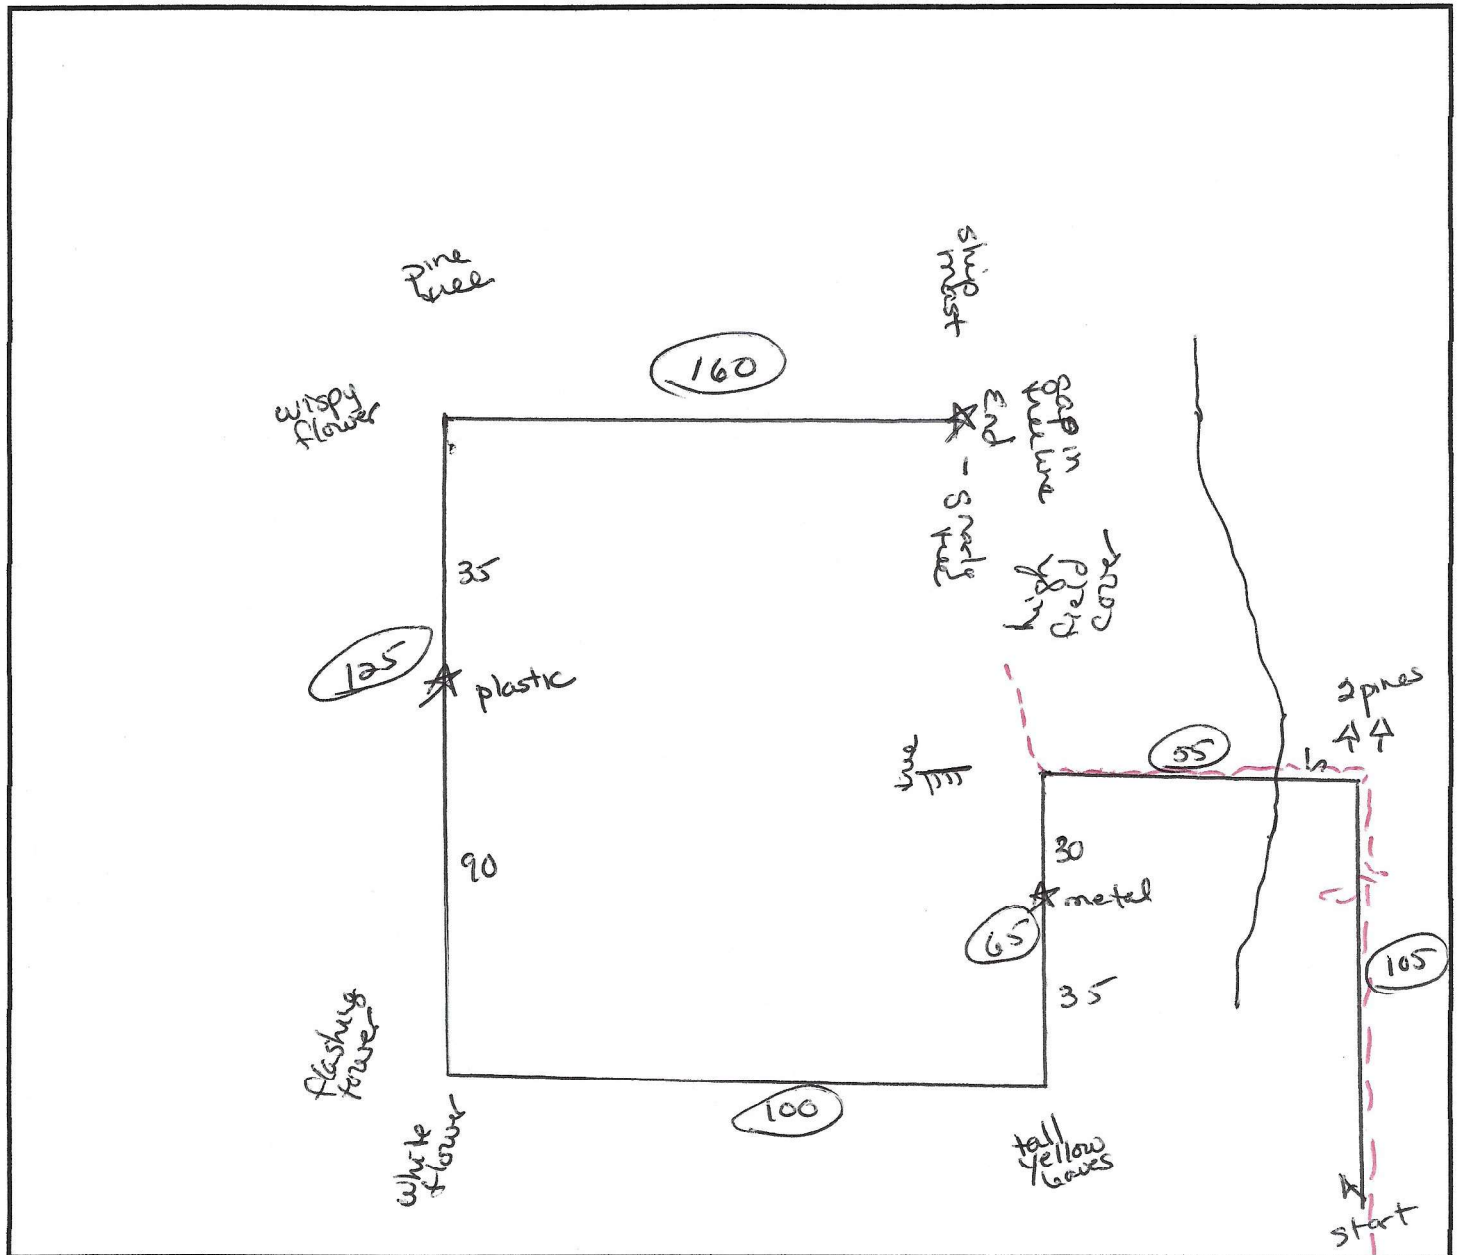 pine
tree
ship
mast
160
wispy
flower
End
gap in
treeline
-
tree
35
high
field
cover
125
plastic
2 pines
55
tree
90
30
metal
65
105
35
flashing
tower
100
white
flower
tall
yellow
leaves
start